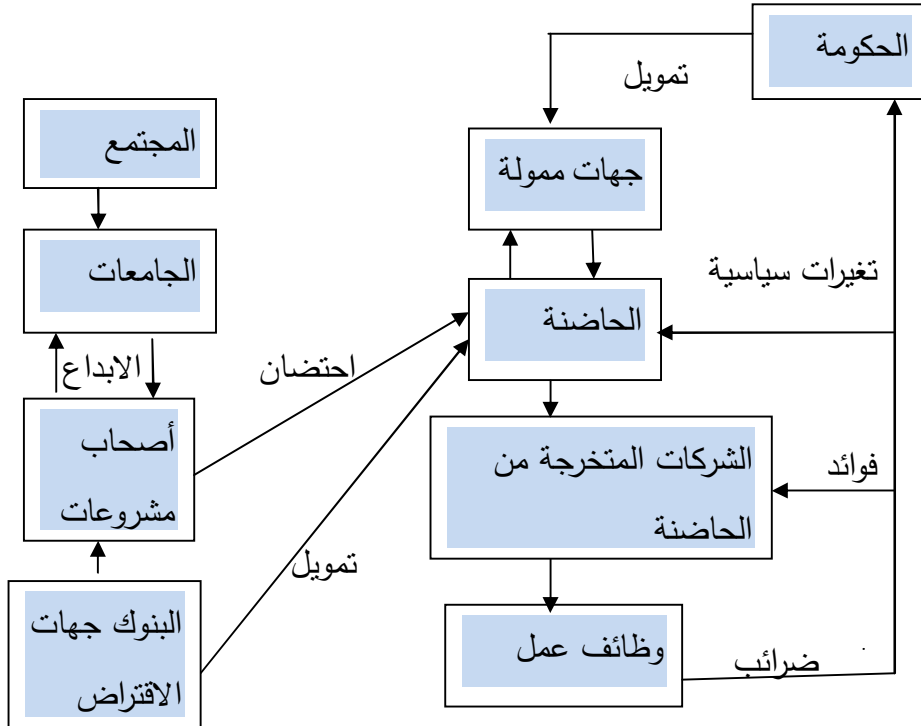 الحكومة
تمويل
المجتمع
جهات ممولة
الجامعات
تغيرات سياسية
الحاضنة
الابداع
احتضان
أصحاب
مشروعات
الشركات المتخرجة من
الحاضنة
فوائد
تمويل
البنوك جهات
الاقتراض
وظائف عمل
ضرائب